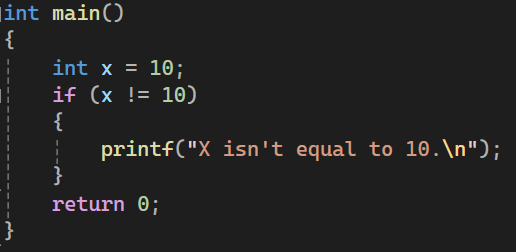 int main()
{
    int x = 10;
    if (x != 10)
    {
        printf("X isn't equal to 10.\n");
    }
    return 0;
}